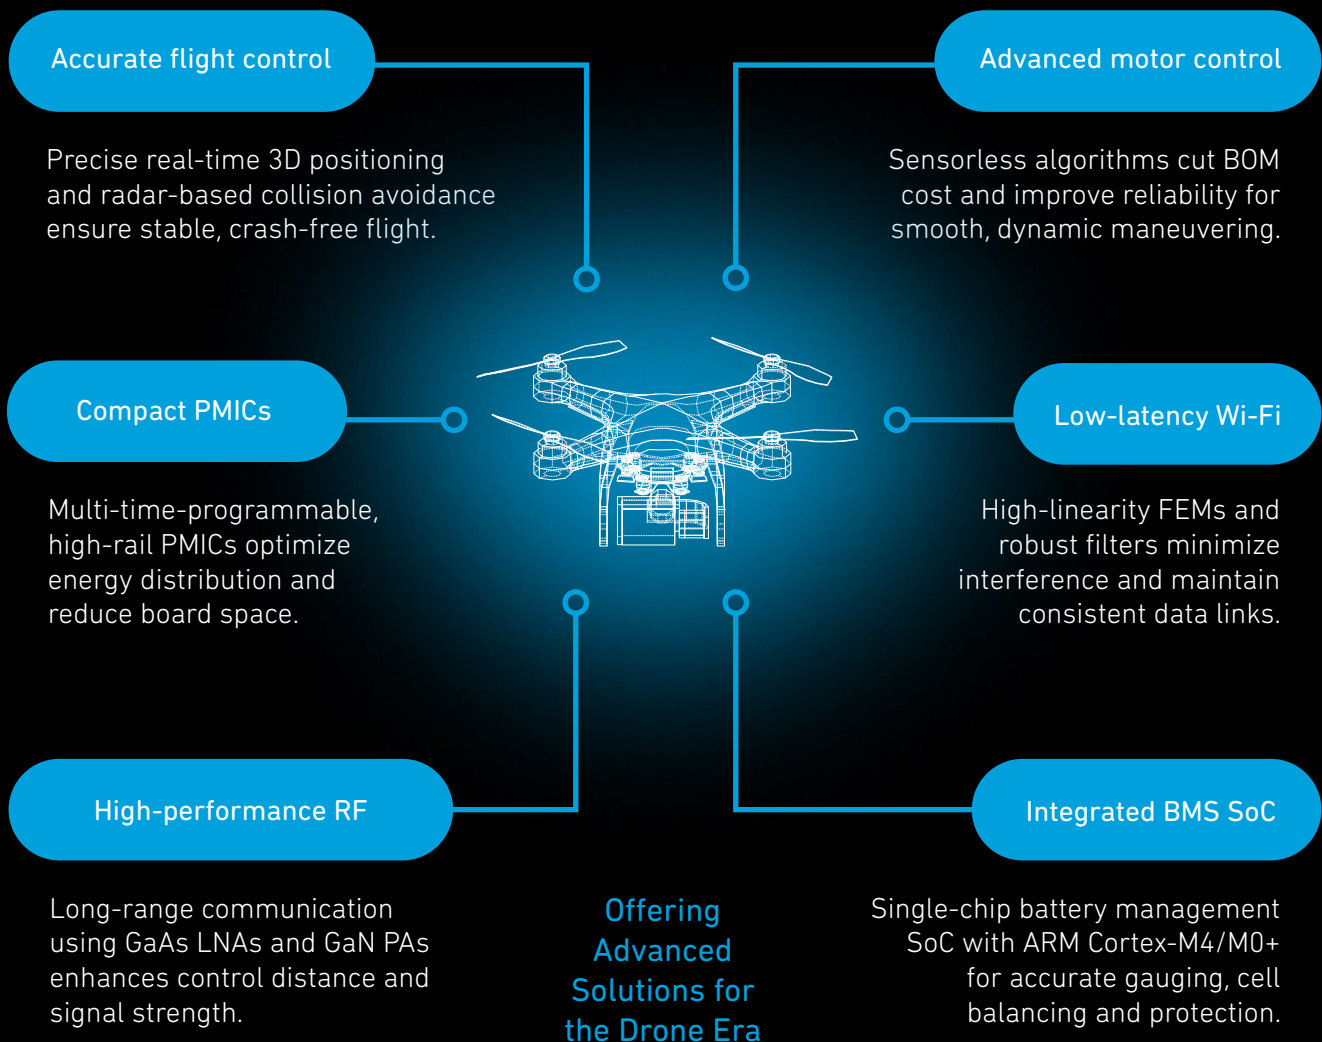 Accurate flight control
Precise real-time 3D positioning
and radar-based collision avoidance
ensure stable, crash-free flight.
Advanced motor control
Sensorless algorithms cut BOM
cost and improve reliability for
smooth, dynamic maneuvering.
Compact PMICs
Multi-time-programmable,
high-rail PMICs optimize
energy distribution and
reduce board space.
Low-latency Wi-Fi
High-linearity FEMs and
robust filters minimize
interference and maintain
consistent data links.
High-performance RF
Long-range communication
using GaAs LNAs and GaN PAs
enhances control distance and
signal strength.
Offering
Advanced
Solutions for
the Drone Era
Integrated BMS SoC
Single-chip battery management
SoC with ARM Cortex-M4/M0+
for accurate gauging, cell
balancing and protection.